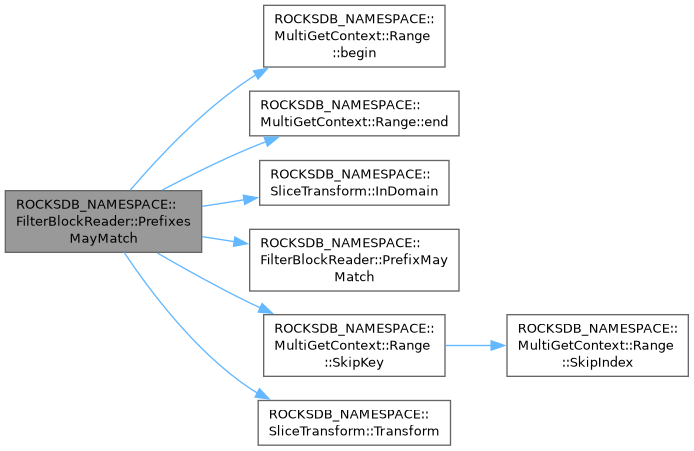 ROCKSDB_NAMESPACE::
FilterBlockReader::Prefixes
MayMatch
ROCKSDB_NAMESPACE::
MultiGetContext::Range
::begin
ROCKSDB_NAMESPACE::
MultiGetContext::Range::end
ROCKSDB_NAMESPACE::
SliceTransform::InDomain
ROCKSDB_NAMESPACE::
FilterBlockReader::PrefixMay
Match
ROCKSDB_NAMESPACE::
MultiGetContext::Range
::SkipKey
ROCKSDB_NAMESPACE::
MultiGetContext::Range
::SkipIndex
ROCKSDB_NAMESPACE::
SliceTransform::Transform